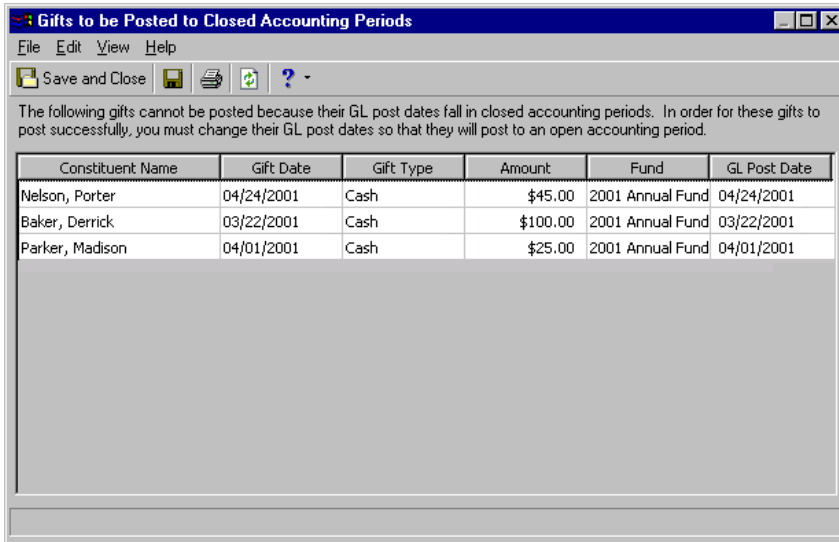 Gifts to be Posted to Closed Accounting Periods
File Edit View Help
Save and Close ?
The following gifts cannot be posted because their GL post dates fall in closed accounting periods. In order for these gifts to
post successfully, you must change their GL post dates so that they will post to an open accounting period.
Constituent Name Gift Date Gift Type Amount Fund GL Post Date
Nelson, Porter 04/24/2001 Cash $45.00 2001 Annual Fund 04/24/2001
Baker, Derrick 03/22/2001 Cash $100.00 2001 Annual Fund 03/22/2001
Parker, Madison 04/01/2001 Cash $25.00 2001 Annual Fund 04/01/2001